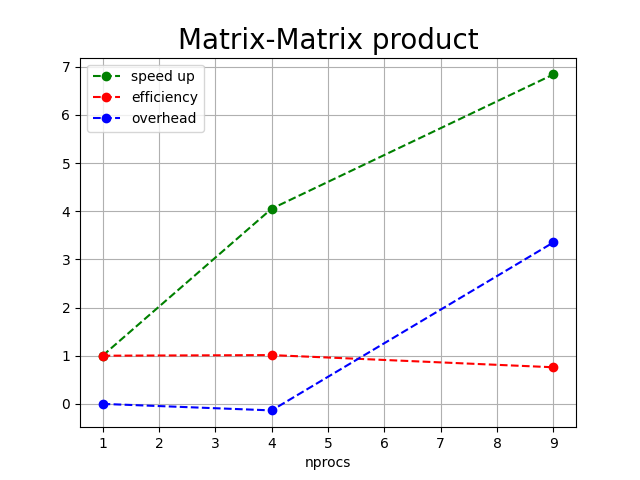 Matrix-Matrix product
speed up
efficiency
overhead
7
6
5
4
3
2
1
0
1 2 3 4 5 6 7 8 9
nprocs